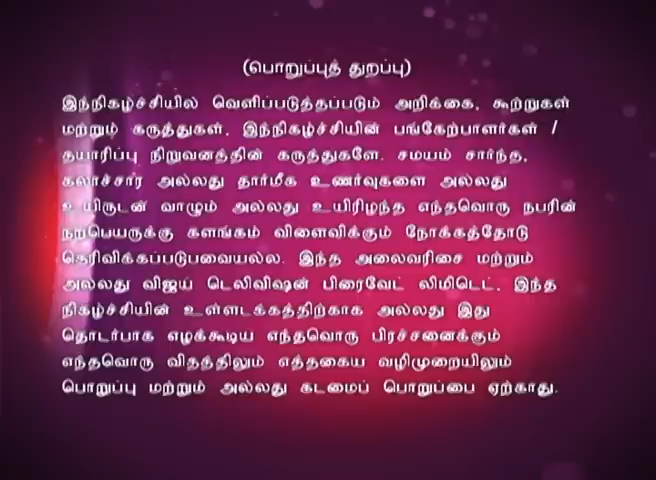 (பொறுப்புத் துறப்பு)
இந்நிகழ்ச்சியில் வெளிப்படுத்தப்படும் அறிக்கை, கூற்றுகள்
மற்றும் கருத்துகள், இந்நிகழ்ச்சியின் பங்கேற்பாளர்கள் /
தயாரிப்பு நிறுவனத்தின் கருத்துகளே. சமயம் சார்ந்த,
கலாச்சார அல்லது தார்மீக உணர்வுகளை அல்லது
உயிருடன் வாழும் அல்லது உயிரிழந்த எந்தவொரு நபரின்
நற்பெயருக்கு களங்கம் விளைவிக்கும் நோக்கத்தோடு
தெரிவிக்கப்படுபவையல்ல. இந்த அலைவரிசை மற்றும்
அல்லது விஜய் டெலிவிஷன் பிரைவேட் லிமிடெட், இந்த
நிகழ்ச்சியின் உள்ளடக்கத்திற்காக அல்லது இது
தொடர்பாக எழக்கூடிய எந்தவொரு பிரச்சனைக்கும்
எந்தவொரு விதத்திலும் எத்தகைய வழிமுறையிலும்
பொறுப்பு மற்றும் அல்லது கடமைப் பொறுப்பை ஏற்காது.